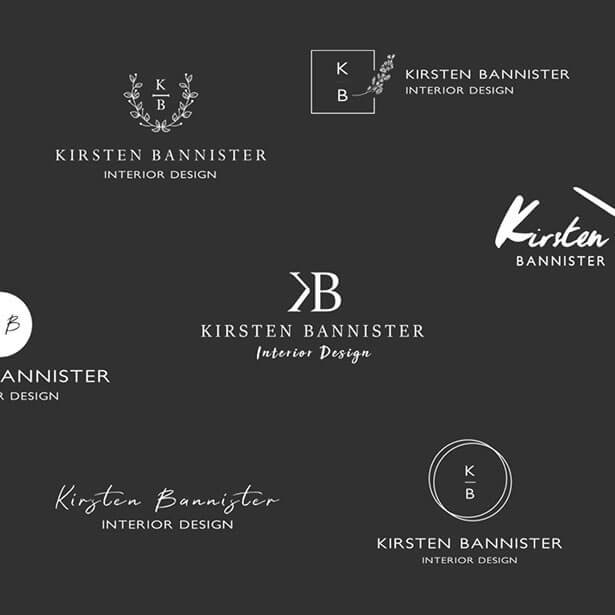 K
B
KIRSTEN BANNISTER
INTERIOR DESIGN
K
B
KIRSTEN BANNISTER
INTERIOR DESIGN
Kirsten
BANNISTER
KB
KIRSTEN BANNISTER
Interior Design
B
ANNISTER
R DESIGN
Kirsten Bannister
INTERIOR DESIGN
K
B
KIRSTEN BANNISTER
INTERIOR DESIGN